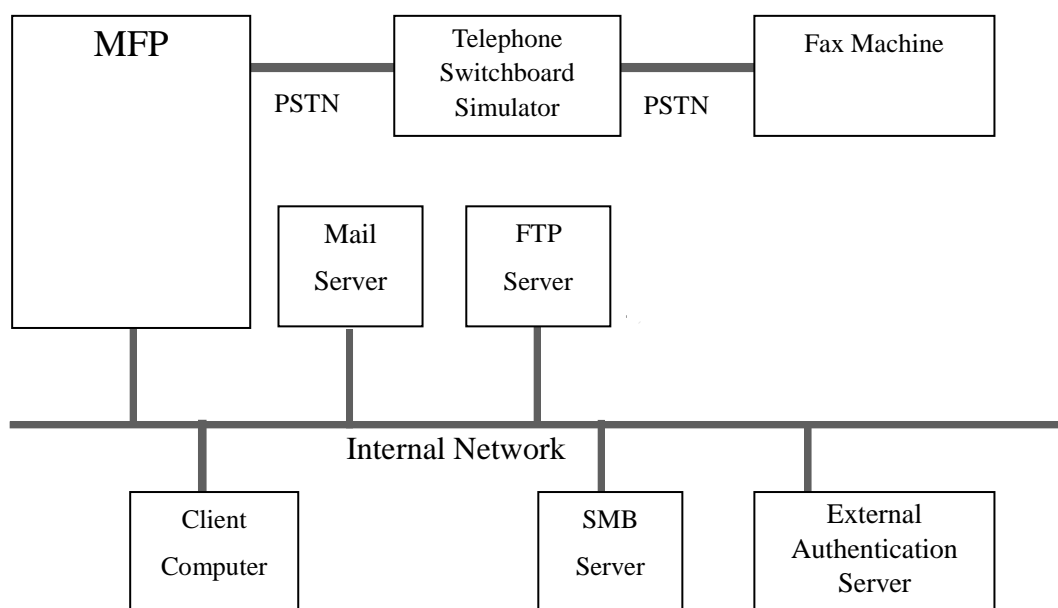 MFP
Telephone
Switchboard
Simulator
Fax Machine
PSTN
PSTN
Mail
Server
FTP
Server
Internal Network
Client
Computer
SMB
Server
External
Authentication
Server